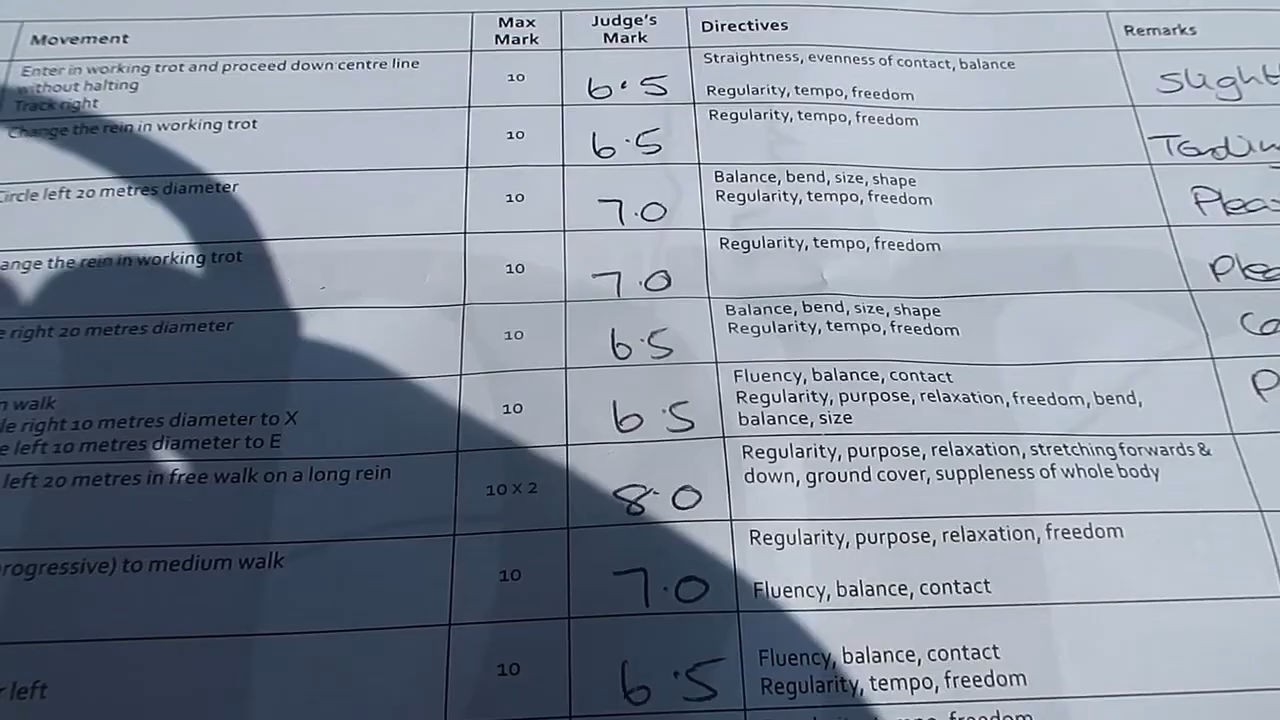 Movement Max Mark Judge's Mark Directives Remarks
Enter in working trot and proceed down centre line
without halting
Track right
10
6.5
Straightness, evenness of contact, balance
Regularity, tempo, freedom
Slight
Change the rein in working trot
10
6.5
Regularity, tempo, freedom
Circle left 20 metres diameter
10
7.0
Balance, bend, size, shape
Regularity, tempo, freedom
Plea
ange the rein in working trot
10
7.0
Regularity, tempo, freedom
Plea
e right 20 metres diameter
10
6.5
Balance, bend, size, shape
Regularity, tempo, freedom
Co
n walk
le right 10 metres diameter to X
e left 10 metres diameter to E
10
6.5
Fluency, balance, contact
Regularity, purpose, relaxation, freedom, bend,
balance, size
P
left 20 metres in free walk on a long rein
10 X 2
8.0
Regularity, purpose, relaxation, stretching forwards &
down, ground cover, suppleness of whole body
rogressive) to medium walk
10
7.0
Regularity, purpose, relaxation, freedom
Fluency, balance, contact
r left
10
6.5
Fluency, balance, contact
Regularity, tempo, freedom